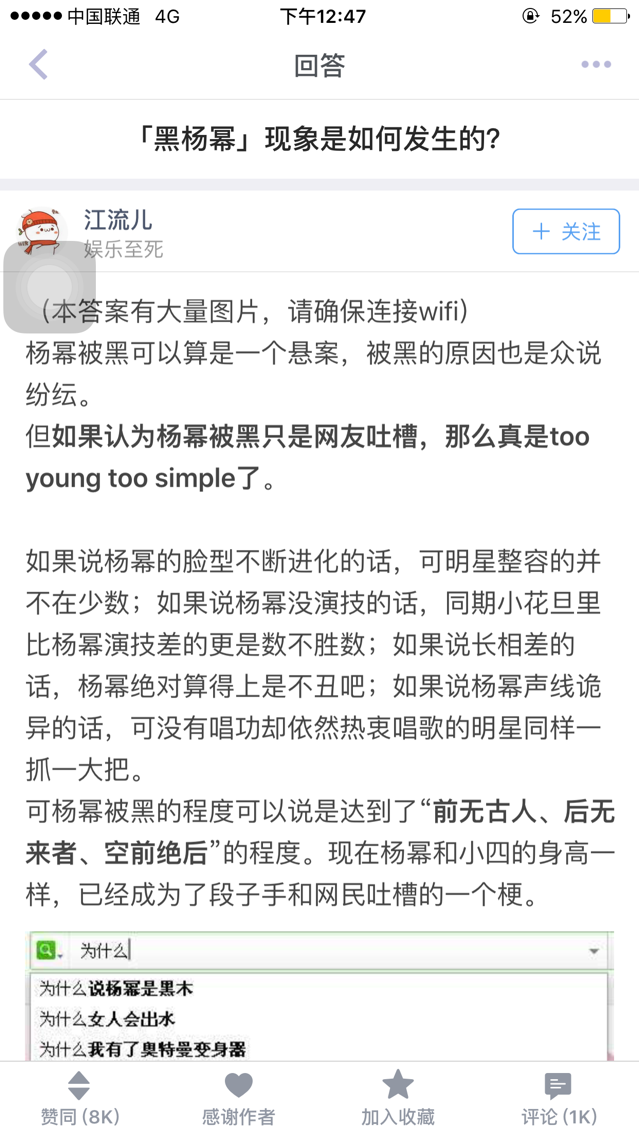 中国联通 4G 下午12:47 52%
回答
「黑杨幂」现象是如何发生的?
江流儿
娱乐至死
＋ 关注
（本答案有大量图片，请确保连接wifi）
杨幂被黑可以算是一个悬案，被黑的原因也是众说
纷纭。
但如果认为杨幂被黑只是网友吐槽，那么真是too
young too simple了。
如果说杨幂的脸型不断进化的话，可明星整容的并
不在少数；如果说杨幂没演技的话，同期小花旦里
比杨幂演技差的更是数不胜数；如果说长相差的
话，杨幂绝对算得上是不丑吧；如果说杨幂声线诡
异的话，可没有唱功却依然热衷唱歌的明星同样一
抓一大把。
可杨幂被黑的程度可以说是达到了“前无古人、后无
来者、空前绝后”的程度。现在杨幂和小四的身高一
样，已经成为了段子手和网民吐槽的一个梗。
为什么
为什么说杨幂是黑木
为什么女人会出水
为什么我有了奥特曼变身器
赞同 (8K) 感谢作者 加入收藏 评论 (1K)